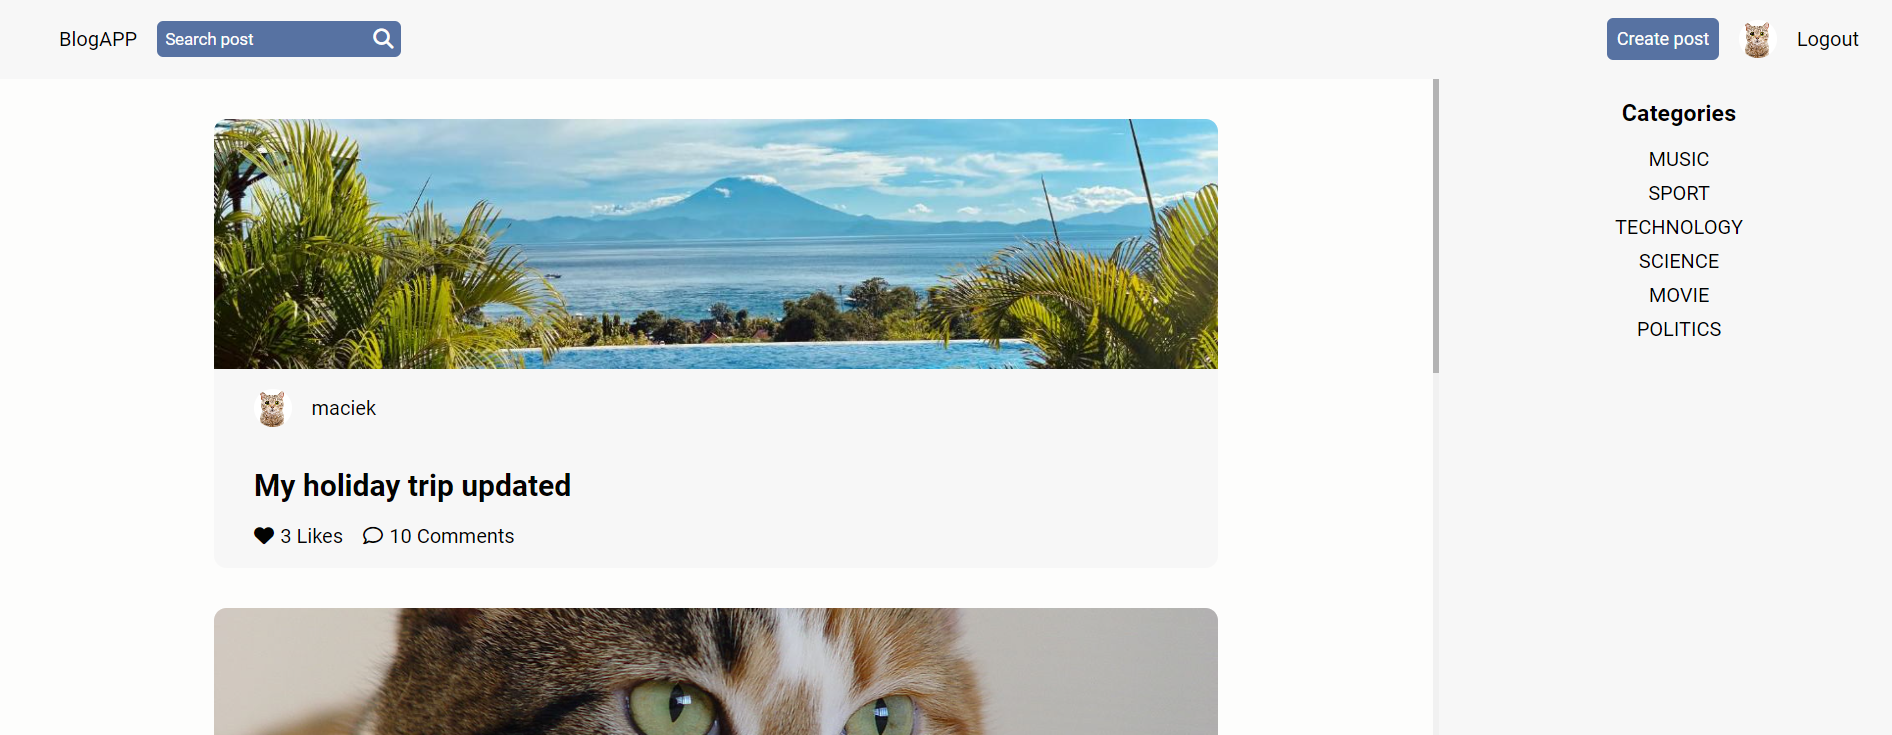 BlogAPP
Search post
Create post
Logout
maciek
My holiday trip updated
3 Likes
10 Comments
Categories
MUSIC
SPORT
TECHNOLOGY
SCIENCE
MOVIE
POLITICS